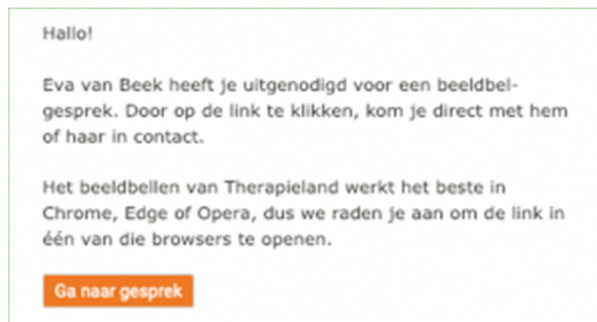 Hallo!
Eva van Beek heeft je uitgenodigd voor een beeldbel-
gesprek. Door op de link te klikken, kom je direct met hem
of haar in contact.
Het beeldbellen van Therapieland werkt het beste in
Chrome, Edge of Opera, dus we raden je aan om de link in
één van die browsers te openen.
Ga naar gesprek